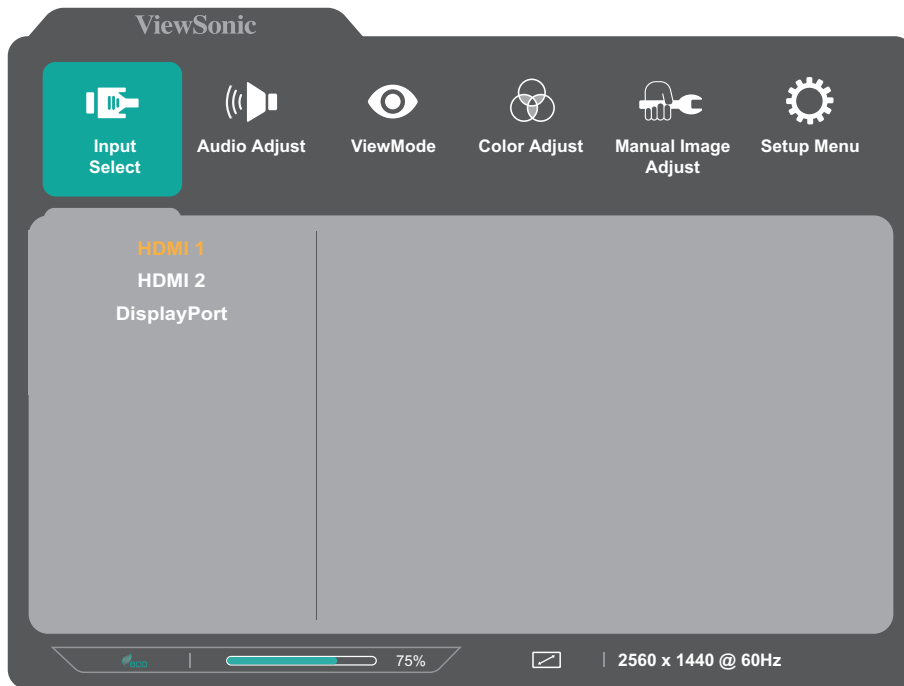 ViewSonic
Input
Select
Audio Adjust
ViewMode
Color Adjust
Manual Image
Adjust
Setup Menu
HDMI 1
HDMI 2
DisplayPort
eco
75%
2560 x 1440 @ 60Hz